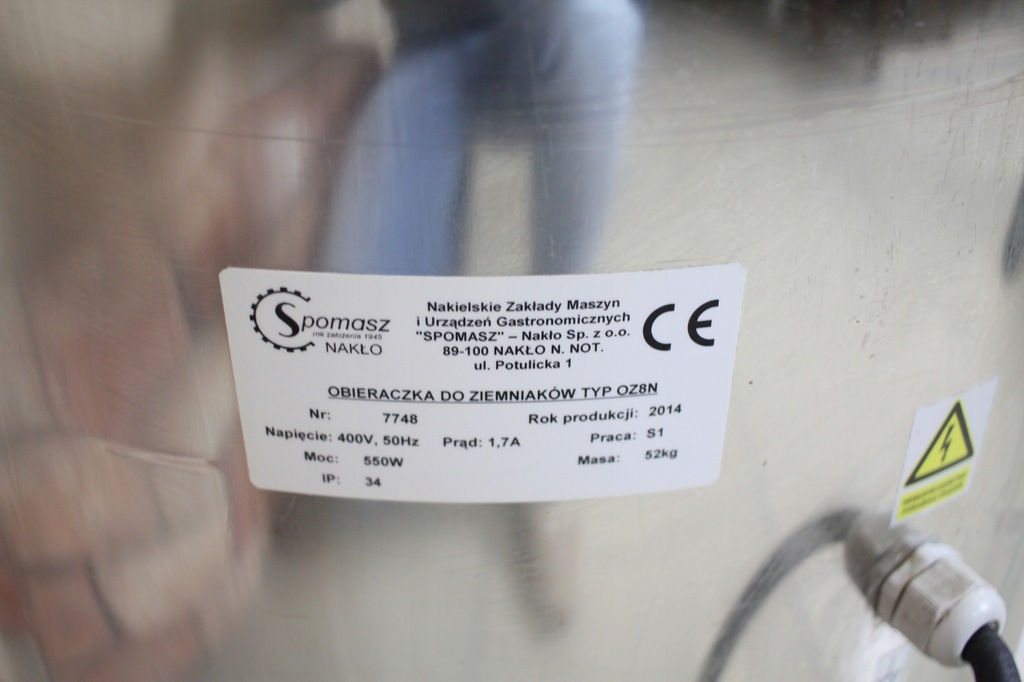 Spomasz
rok założenia 1945
NAKŁO
Nakielskie Zakłady Maszyn
i Urządzeń Gastronomicznych
"SPOMASZ" – Nakło Sp. z o.o.
89-100 NAKŁO N. NOT.
ul. Potulicka 1
CE
OBIERACZKA DO ZIEMNIAKÓW TYP OZ8N
Nr: 7748 Rok produkcji: 2014
Napięcie: 400V, 50Hz Prąd: 1,7A Praca: S1
Moc: 550W Masa: 52kg
IP: 34